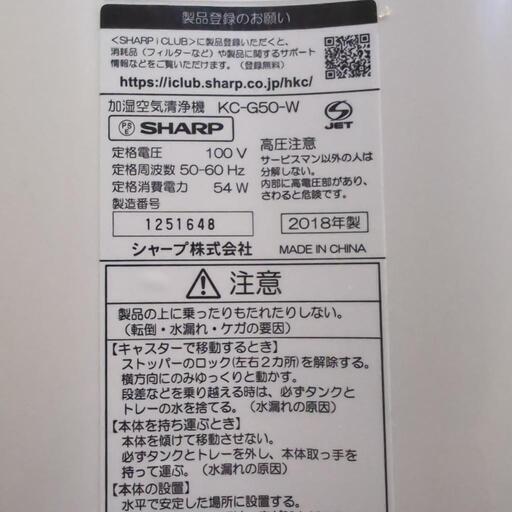 製品登録のお願い
<SHARP i CLUB>に製品登録いただくと、
消耗品（フィルターなど）や製品に関するサポート
情報などをご覧いただけます。（登録無料）
https://iclub.sharp.co.jp/hkc/
加湿空気清浄機 KC-G50-W
PS E SHARP
S JET
定格電圧 100 V
定格周波数 50-60 Hz
定格消費電力 54 W
製造番号
1251648
シャープ株式会社
高圧注意
サービスマン以外の人は
分解しない。
内部に高電圧部があり、
さわると危険です。
2018年製
MADE IN CHINA
注意
製品の上に乗ったりもたれたりしない。
（転倒・水漏れ・ケガの要因）
【キャスターで移動するとき】
ストッパーのロック(左右2カ所)を解除する。
横方向にのみゆっくりと動かす。
段差などを乗り越える時は、必ずタンクと
トレーの水を捨てる。（水漏れの原因）
【本体を持ち運ぶとき】
本体を傾けて移動させない。
必ずタンクとトレーを外し、本体取っ手を
持って運ぶ。（水漏れの原因）
【本体の設置】
水平で安定した場所に設置する。